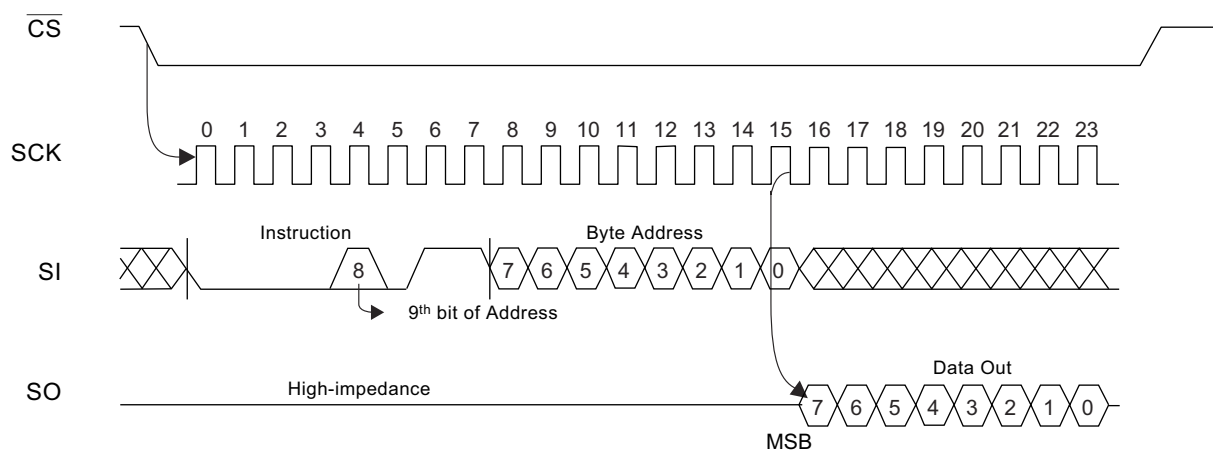 CS
0 1 2 3 4 5 6 7 8 9 10 11 12 13 14 15 16 17 18 19 20 21 22 23
SCK
Instruction Byte Address
SI 8 7 6 5 4 3 2 1 0
9th bit of Address
Data Out
High-impedance
SO 7 6 5 4 3 2 1 0
MSB